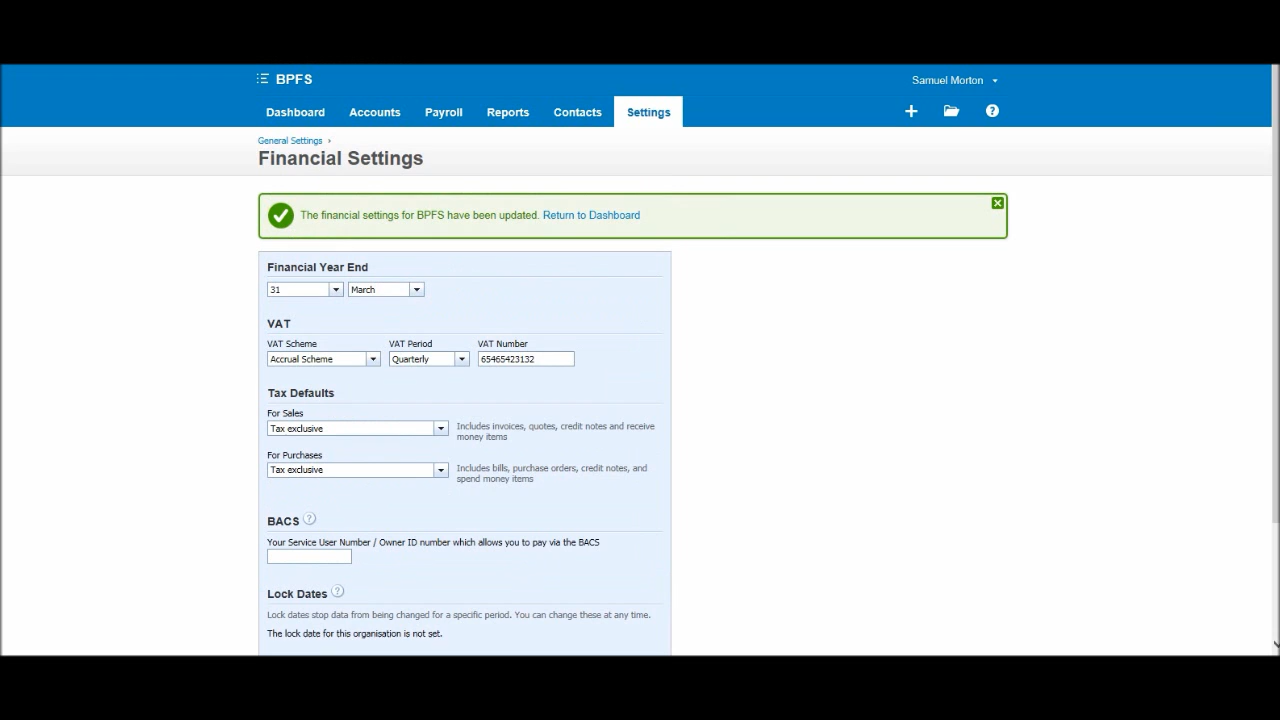 BPFS
Samuel Morton
Dashboard Accounts Payroll Reports Contacts Settings
General Settings ›
Financial Settings
The financial settings for BPFS have been updated. Return to Dashboard
Financial Year End
31 March
VAT
VAT Scheme VAT Period VAT Number
Accrual Scheme Quarterly 65465423132
Tax Defaults
For Sales
Tax exclusive
Includes invoices, quotes, credit notes and receive
money items
For Purchases
Tax exclusive
Includes bills, purchase orders, credit notes, and
spend money items
BACS ?
Your Service User Number / Owner ID number which allows you to pay via the BACS
Lock Dates ?
Lock dates stop data from being changed for a specific period. You can change these at any time.
The lock date for this organisation is not set.